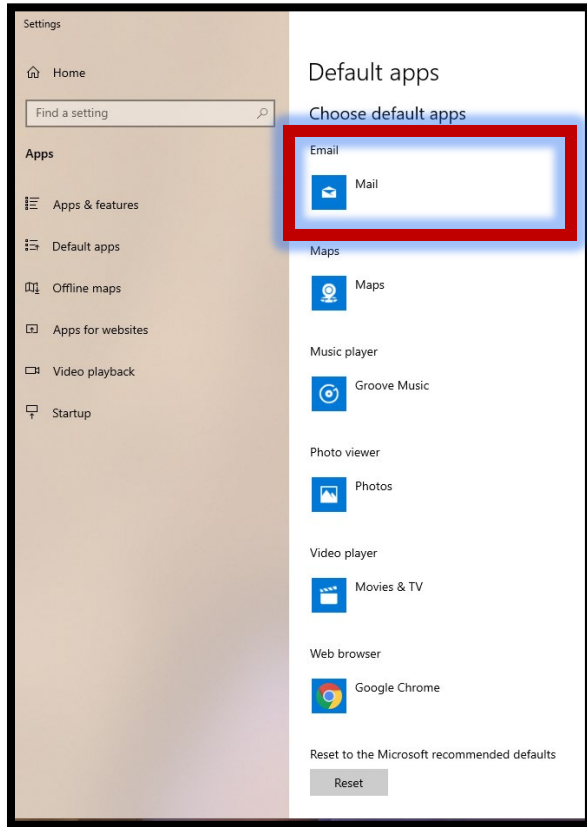 Settings
Home
Find a setting
Apps
Apps & features
Default apps
Offline maps
Apps for websites
Video playback
Startup
Default apps
Choose default apps
Email
Mail
Maps
Maps
Music player
Groove Music
Photo viewer
Photos
Video player
Movies & TV
Web browser
Google Chrome
Reset to the Microsoft recommended defaults
Reset